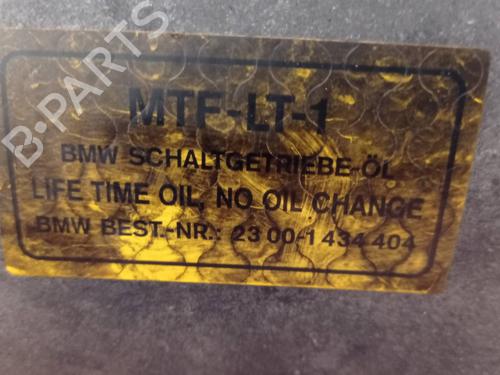 B-PARTS
MTF-LT-1
BMW SCHALTGETRIEBE-ÖL
LIFE TIME OIL, NO OIL CHANGE
BMW BEST.-NR.: 23 00-1 434 404